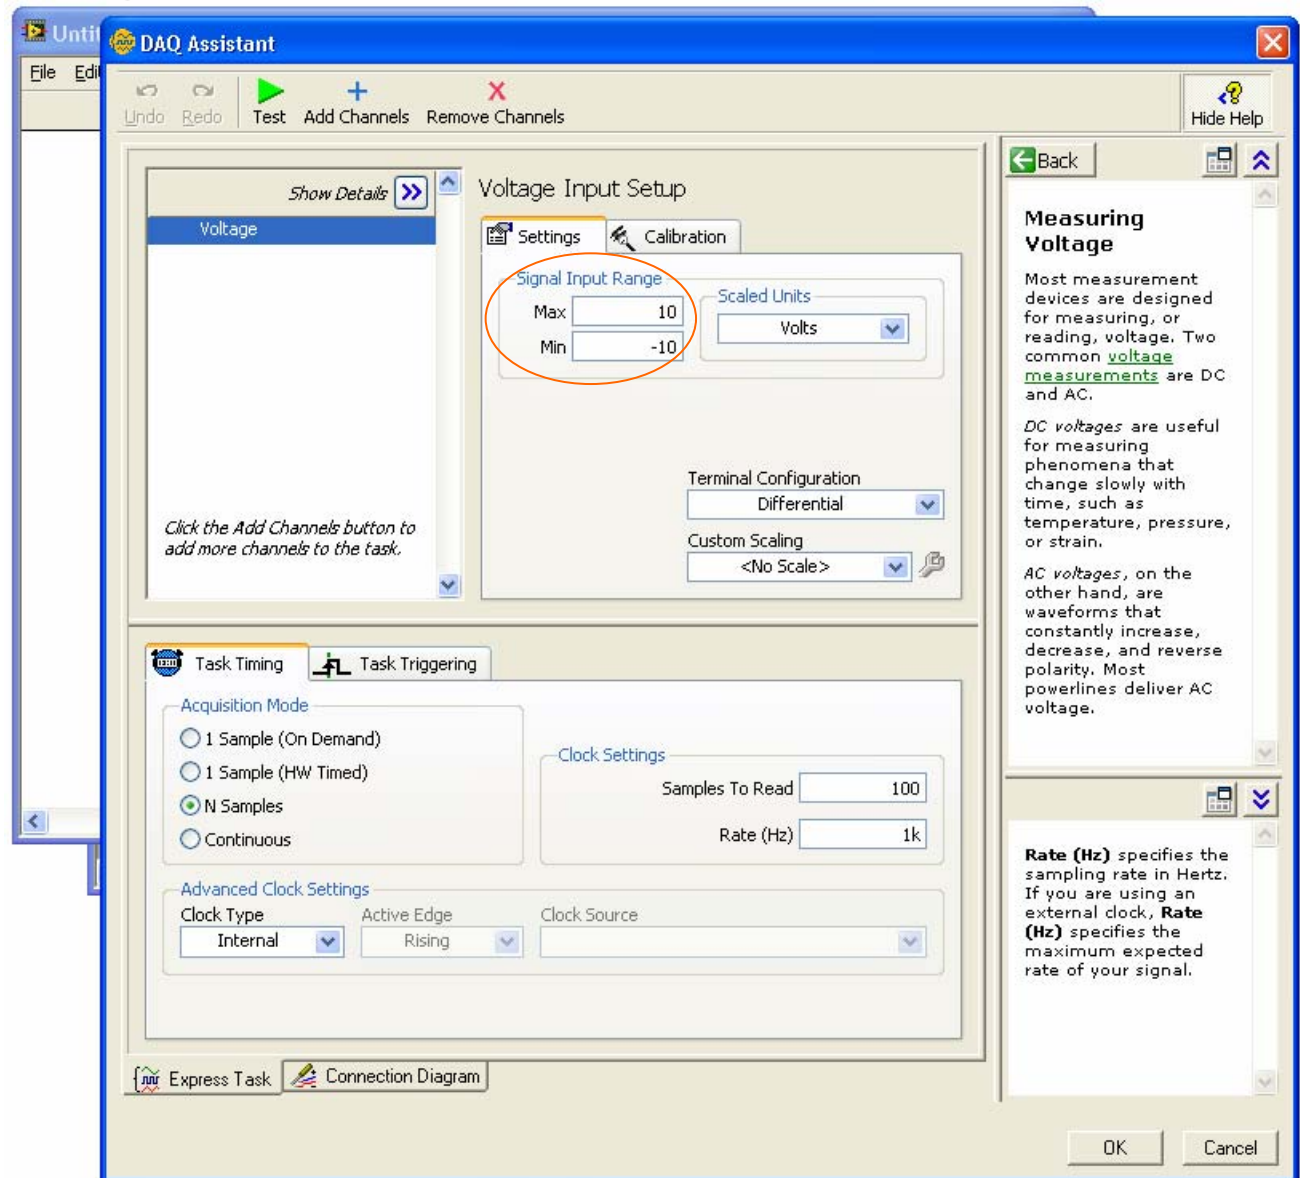 Untit
DAQ Assistant
File Edi
Undo Redo Test Add Channels Remove Channels Hide Help
Show Details
Voltage
Click the Add Channels button to
add more channels to the task.
Voltage Input Setup
Settings Calibration
Signal Input Range
Max 10
Min -10
Scaled Units
Volts
Terminal Configuration
Differential
Custom Scaling
<No Scale>
Task Timing Task Triggering
Acquisition Mode
1 Sample (On Demand)
1 Sample (HW Timed)
N Samples
Continuous
Clock Settings
Samples To Read 100
Rate (Hz) 1k
Advanced Clock Settings
Clock Type Active Edge Clock Source
Internal Rising
Express Task Connection Diagram
Back
Measuring
Voltage
Most measurement
devices are designed
for measuring, or
reading, voltage. Two
common voltage
measurements are DC
and AC.
DC voltages are useful
for measuring
phenomena that
change slowly with
time, such as
temperature, pressure,
or strain.
AC voltages, on the
other hand, are
waveforms that
constantly increase,
decrease, and reverse
polarity. Most
powerlines deliver AC
voltage.
Rate (Hz) specifies the
sampling rate in Hertz.
If you are using an
external clock, Rate
(Hz) specifies the
maximum expected
rate of your signal.
OK Cancel